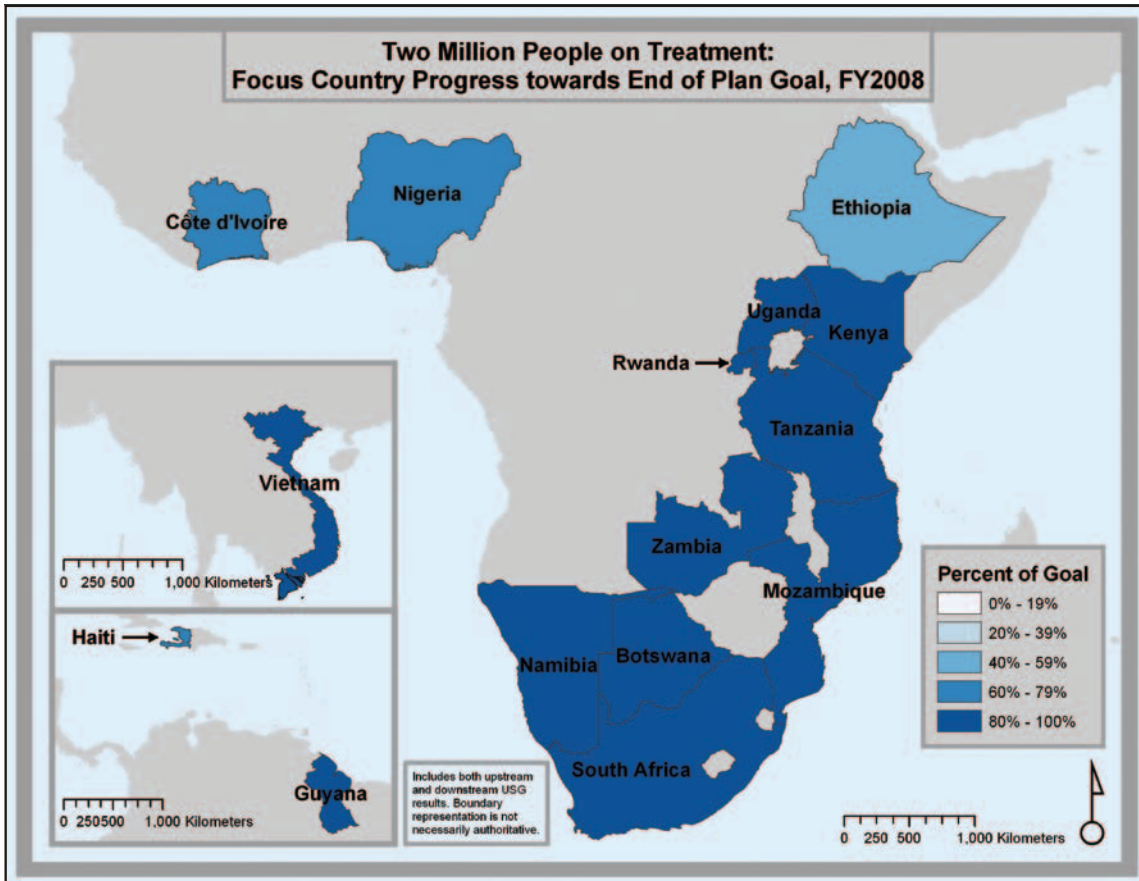 Two Million People on Treatment:
Focus Country Progress towards End of Plan Goal, FY2008
Côte d'Ivoire
Nigeria
Ethiopia
Uganda
Kenya
Rwanda
Tanzania
Zambia
Mozambique
Namibia
Botswana
South Africa
Vietnam
0 250 500 1,000 Kilometers
Haiti
Guyana
0 250500 1,000 Kilometers
Includes both upstream
and downstream USG
results. Boundary
representation is not
necessarily authoritative.
Percent of Goal
0% - 19%
20% - 39%
40% - 59%
60% - 79%
80% - 100%
0 250 500 1,000 Kilometers